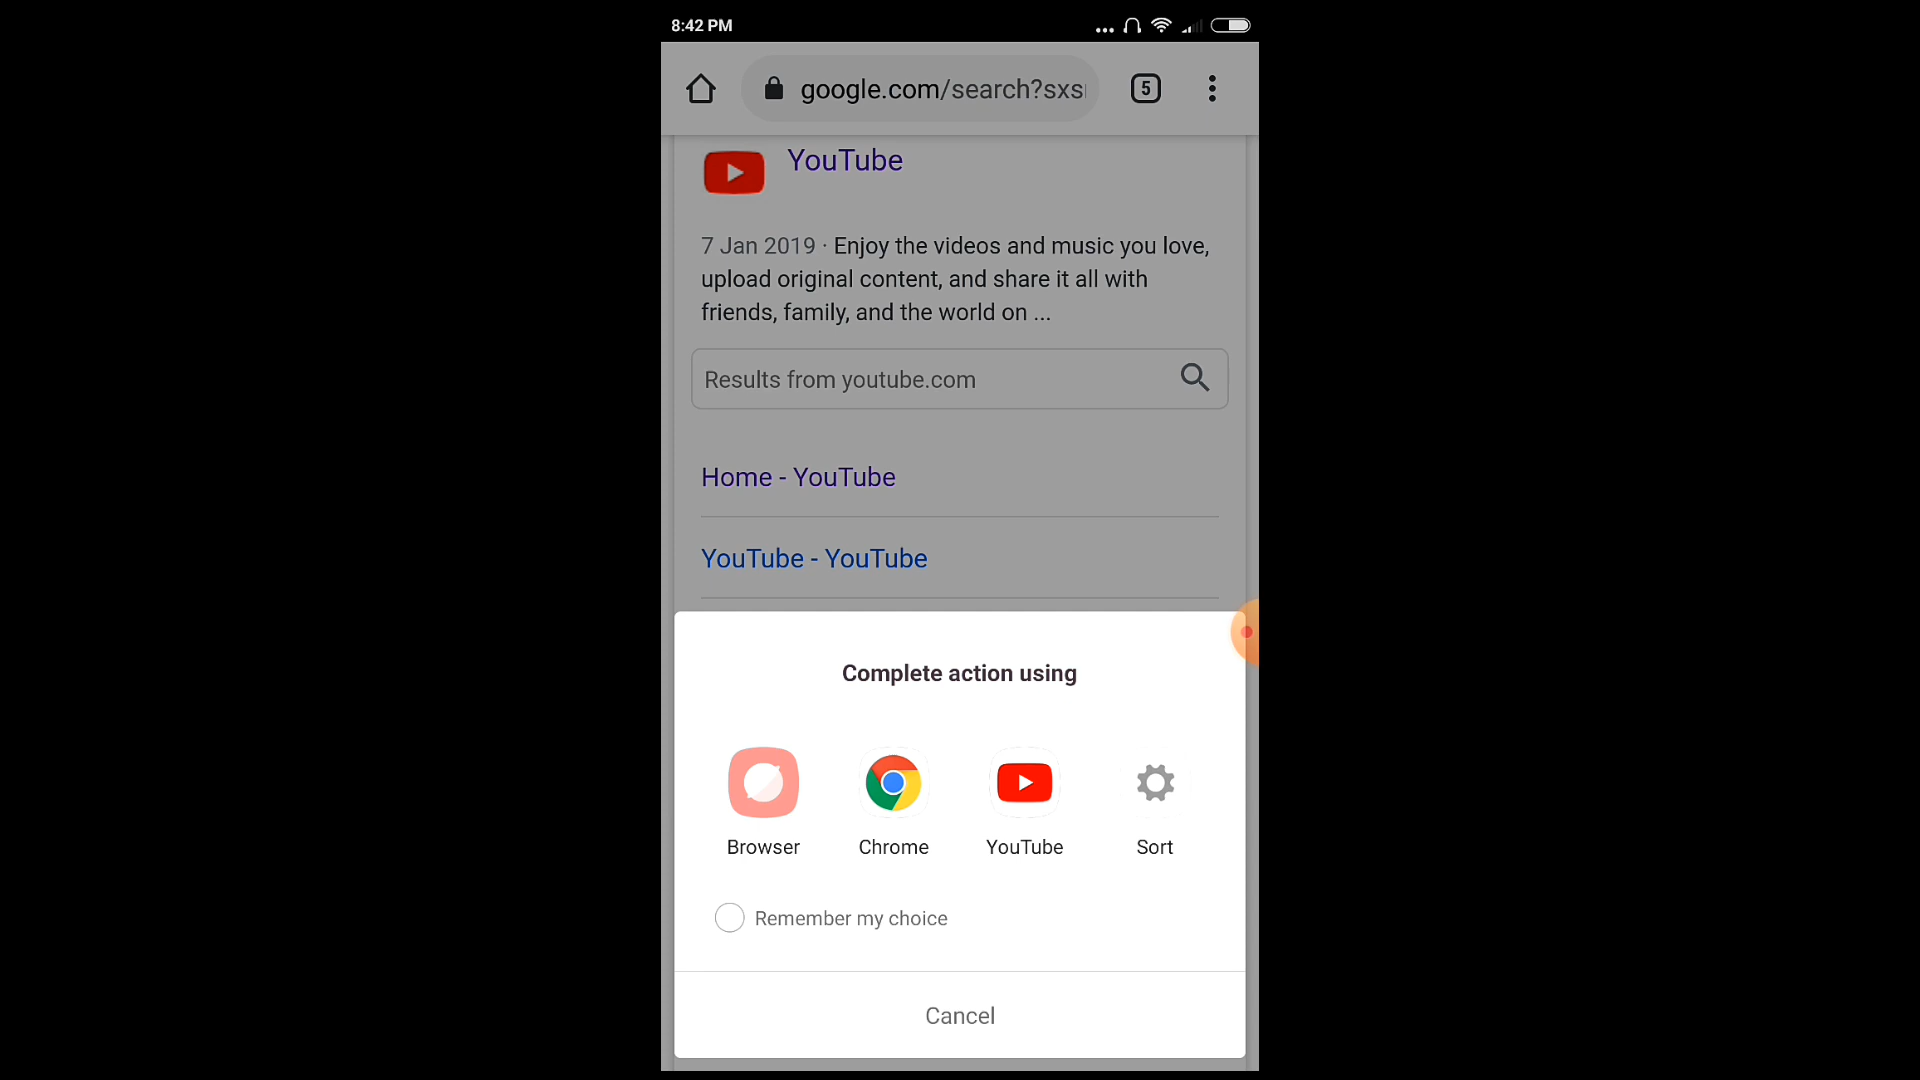 8:42 PM
google.com/search?sxs
5
YouTube
7 Jan 2019 · Enjoy the videos and music you love,
upload original content, and share it all with
friends, family, and the world on ...
Results from youtube.com
Home - YouTube
YouTube - YouTube
Complete action using
Browser
Chrome
YouTube
Sort
Remember my choice
Cancel